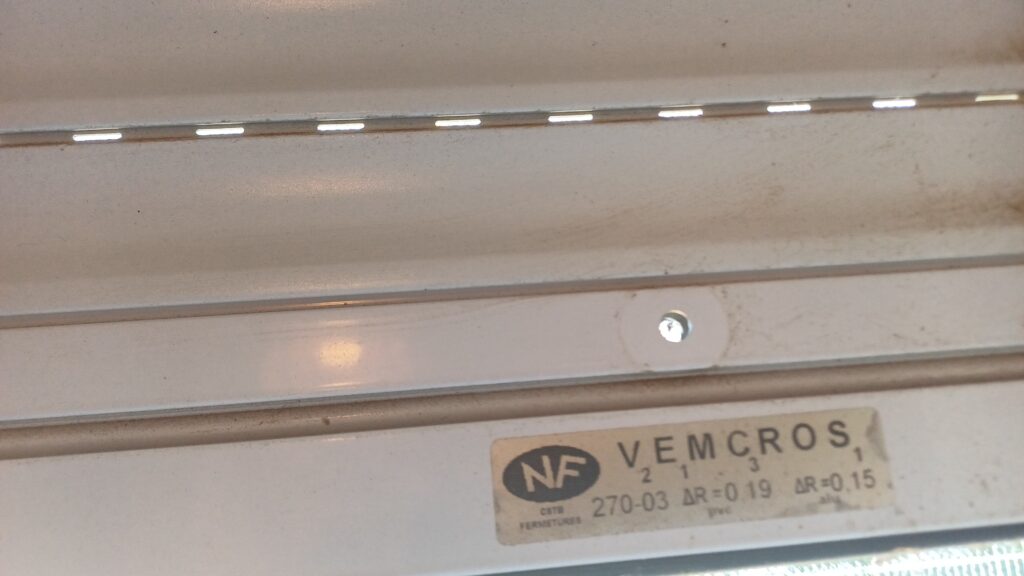 NF
CSTB
FERMETURES
VEMCROS
2 1 3 1
270-03 ΔR=0 19 ΔR=0.15
pvc alu